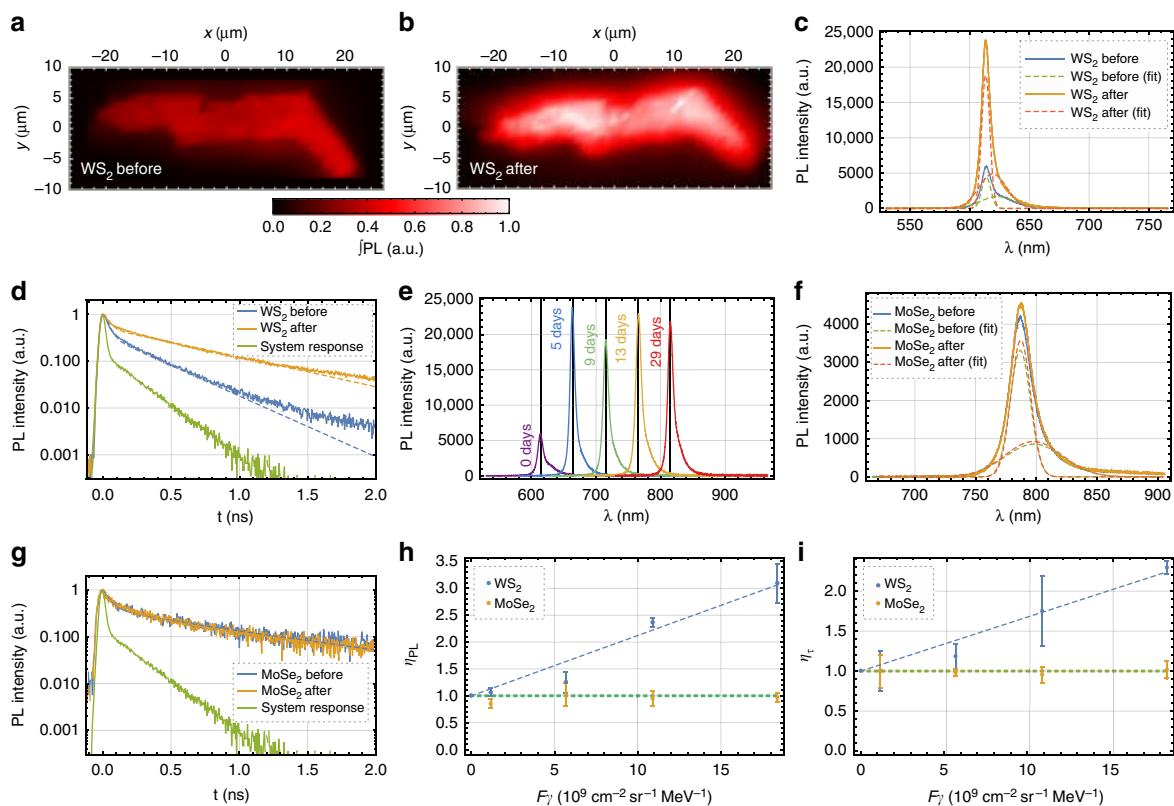 a
x (μm)
−20 −10 0 10 20
10
5
0
−5
−10
y (μm)
WS2 before
b
x (μm)
−20 −10 0 10 20
10
5
0
−5
−10
y (μm)
WS2 after
0.0 0.2 0.4 0.6 0.8 1.0
∫PL (a.u.)
c
25,000
20,000
15,000
10,000
5000
0
PL intensity (a.u.)
WS2 before
WS2 before (fit)
WS2 after
WS2 after (fit)
550 600 650 700 750
λ (nm)
d
1
0.100
0.010
0.001
PL intensity (a.u.)
WS2 before
WS2 after
System response
0.0 0.5 1.0 1.5 2.0
t (ns)
e
25,000
20,000
15,000
10,000
5000
0
PL intensity (a.u.)
0 days
5 days
9 days
13 days
29 days
600 700 800 900
λ (nm)
f
4000
3000
2000
1000
0
PL intensity (a.u.)
MoSe2 before
MoSe2 before (fit)
MoSe2 after
MoSe2 after (fit)
700 750 800 850 900
λ (nm)
g
1
0.100
0.010
0.001
PL intensity (a.u.)
MoSe2 before
MoSe2 after
System response
0.0 0.5 1.0 1.5 2.0
t (ns)
h
3.5
3.0
2.5
2.0
1.5
1.0
0.5
0.0
ηPL
WS2
MoSe2
0 5 10 15
Fγ (10⁹ cm⁻² sr⁻¹ MeV⁻¹)
i
2.0
1.5
1.0
0.5
0.0
ητ
WS2
MoSe2
0 5 10 15
Fγ (10⁹ cm⁻² sr⁻¹ MeV⁻¹)